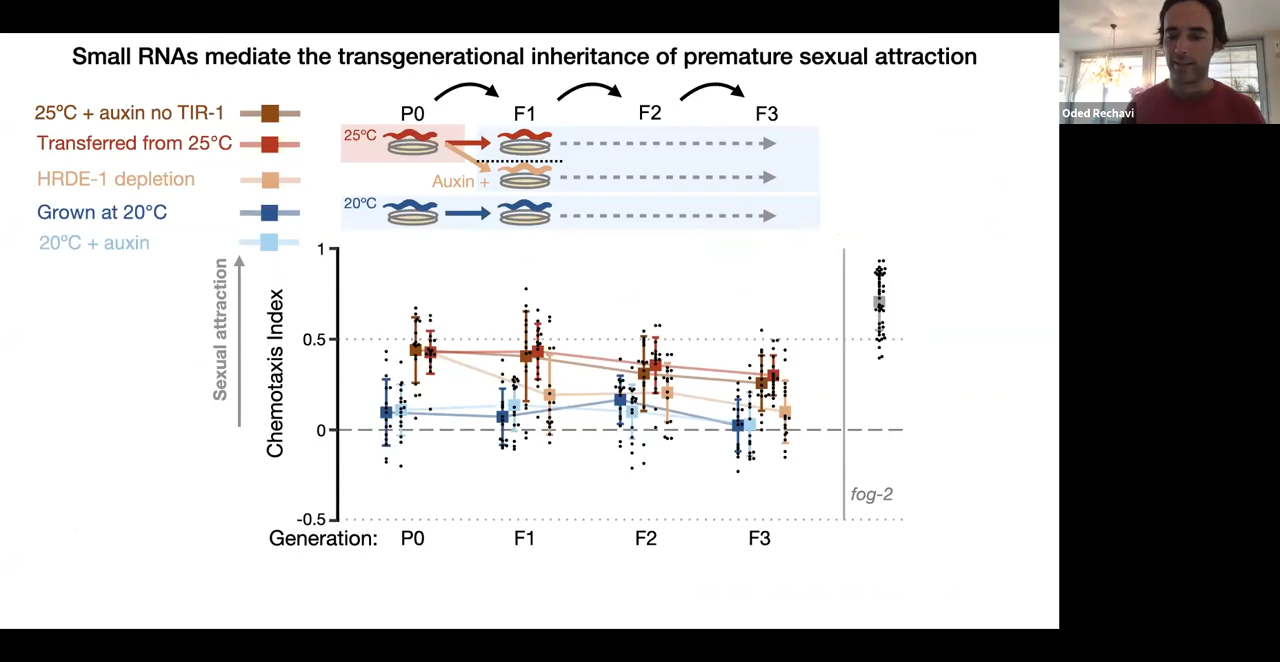 Small RNAs mediate the transgenerational inheritance of premature sexual attraction
Oded Rechavi
25ºC + auxin no TIR-1
Transferred from 25°C
HRDE-1 depletion
Grown at 20°C
20ºC + auxin
P0 F1 F2 F3
25ºC
Auxin +
20ºC
Sexual attraction
Chemotaxis Index
1
0.5
0
-0.5
fog-2
Generation: P0 F1 F2 F3